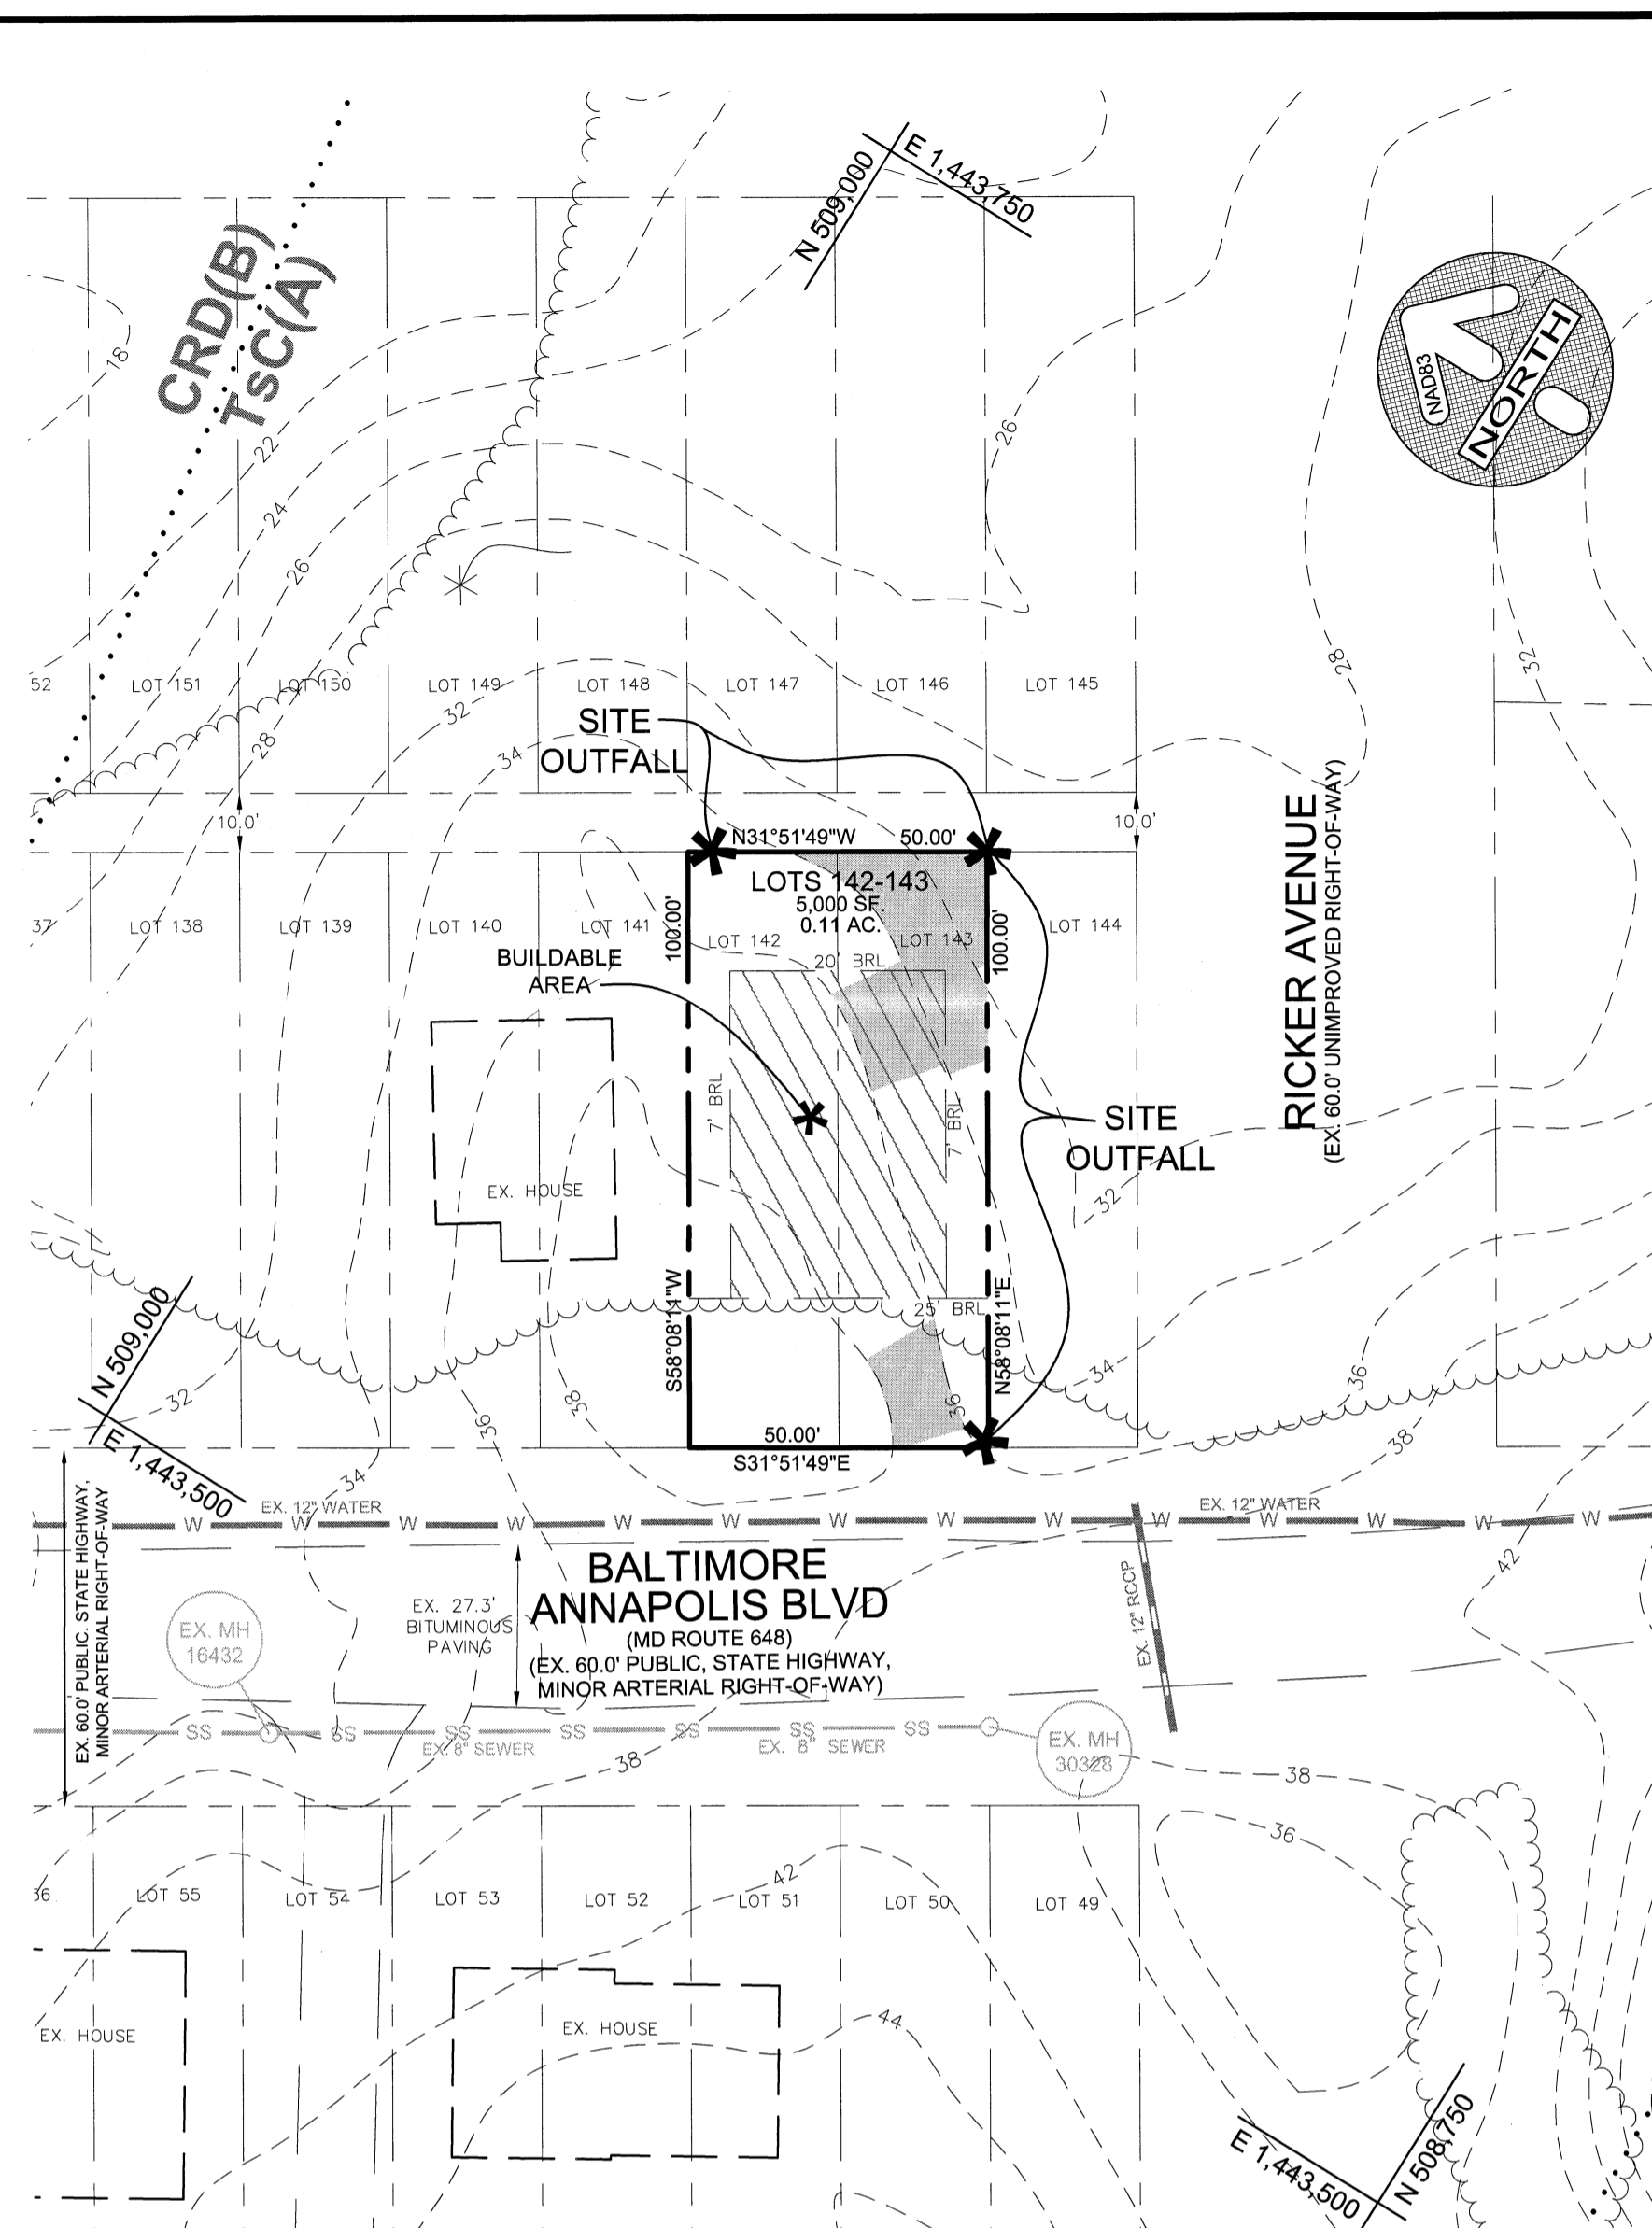 E 1,443,750
N 509,000
CRD(B)
TsC(A)
18
22
24
26
26
28
28
32
32
34
NAD83
NORTH
52
LOT 151
LOT 150
LOT 149
LOT 148
LOT 147
LOT 146
LOT 145
SITE
OUTFALL
10.0'
10.0'
N31°51'49"W
50.00'
LOTS 142-143
5,000 SF.
0.11 AC.
37
LOT 138
LOT 139
LOT 140
LOT 141
LOT 142
LOT 143
LOT 144
100.00'
100.00'
BUILDABLE
AREA
20' BRL
7' BRL
7' BRL
EX. HOUSE
RICKER AVENUE
(EX. 60.0' UNIMPROVED RIGHT-OF-WAY)
SITE
OUTFALL
32
S58°08'11"W
N58°08'11"E
25' BRL
N 509,000
E 1,443,500
32
34
36
38
36
34
36
38
42
50.00'
S31°51'49"E
EX. 60.0' PUBLIC. STATE HIGHWAY,
MINOR ARTERIAL RIGHT-OF-WAY
EX. 12" WATER
EX. 12" WATER
W W W W W W W W W W W W W W
BALTIMORE
ANNAPOLIS BLVD
(MD ROUTE 648)
(EX. 60.0' PUBLIC, STATE HIGHWAY,
MINOR ARTERIAL RIGHT-OF-WAY)
EX. 27.3'
BITUMINOUS
PAVING
EX. 12" RCCP
EX. MH
16432
SS SS SS SS SS SS SS
EX. 8" SEWER
EX. 8" SEWER
EX. MH
30328
38
38
36
42
44
36
LOT 55
LOT 54
LOT 53
LOT 52
LOT 51
LOT 50
LOT 49
EX. HOUSE
EX. HOUSE
E 1,443,500
N 508,750